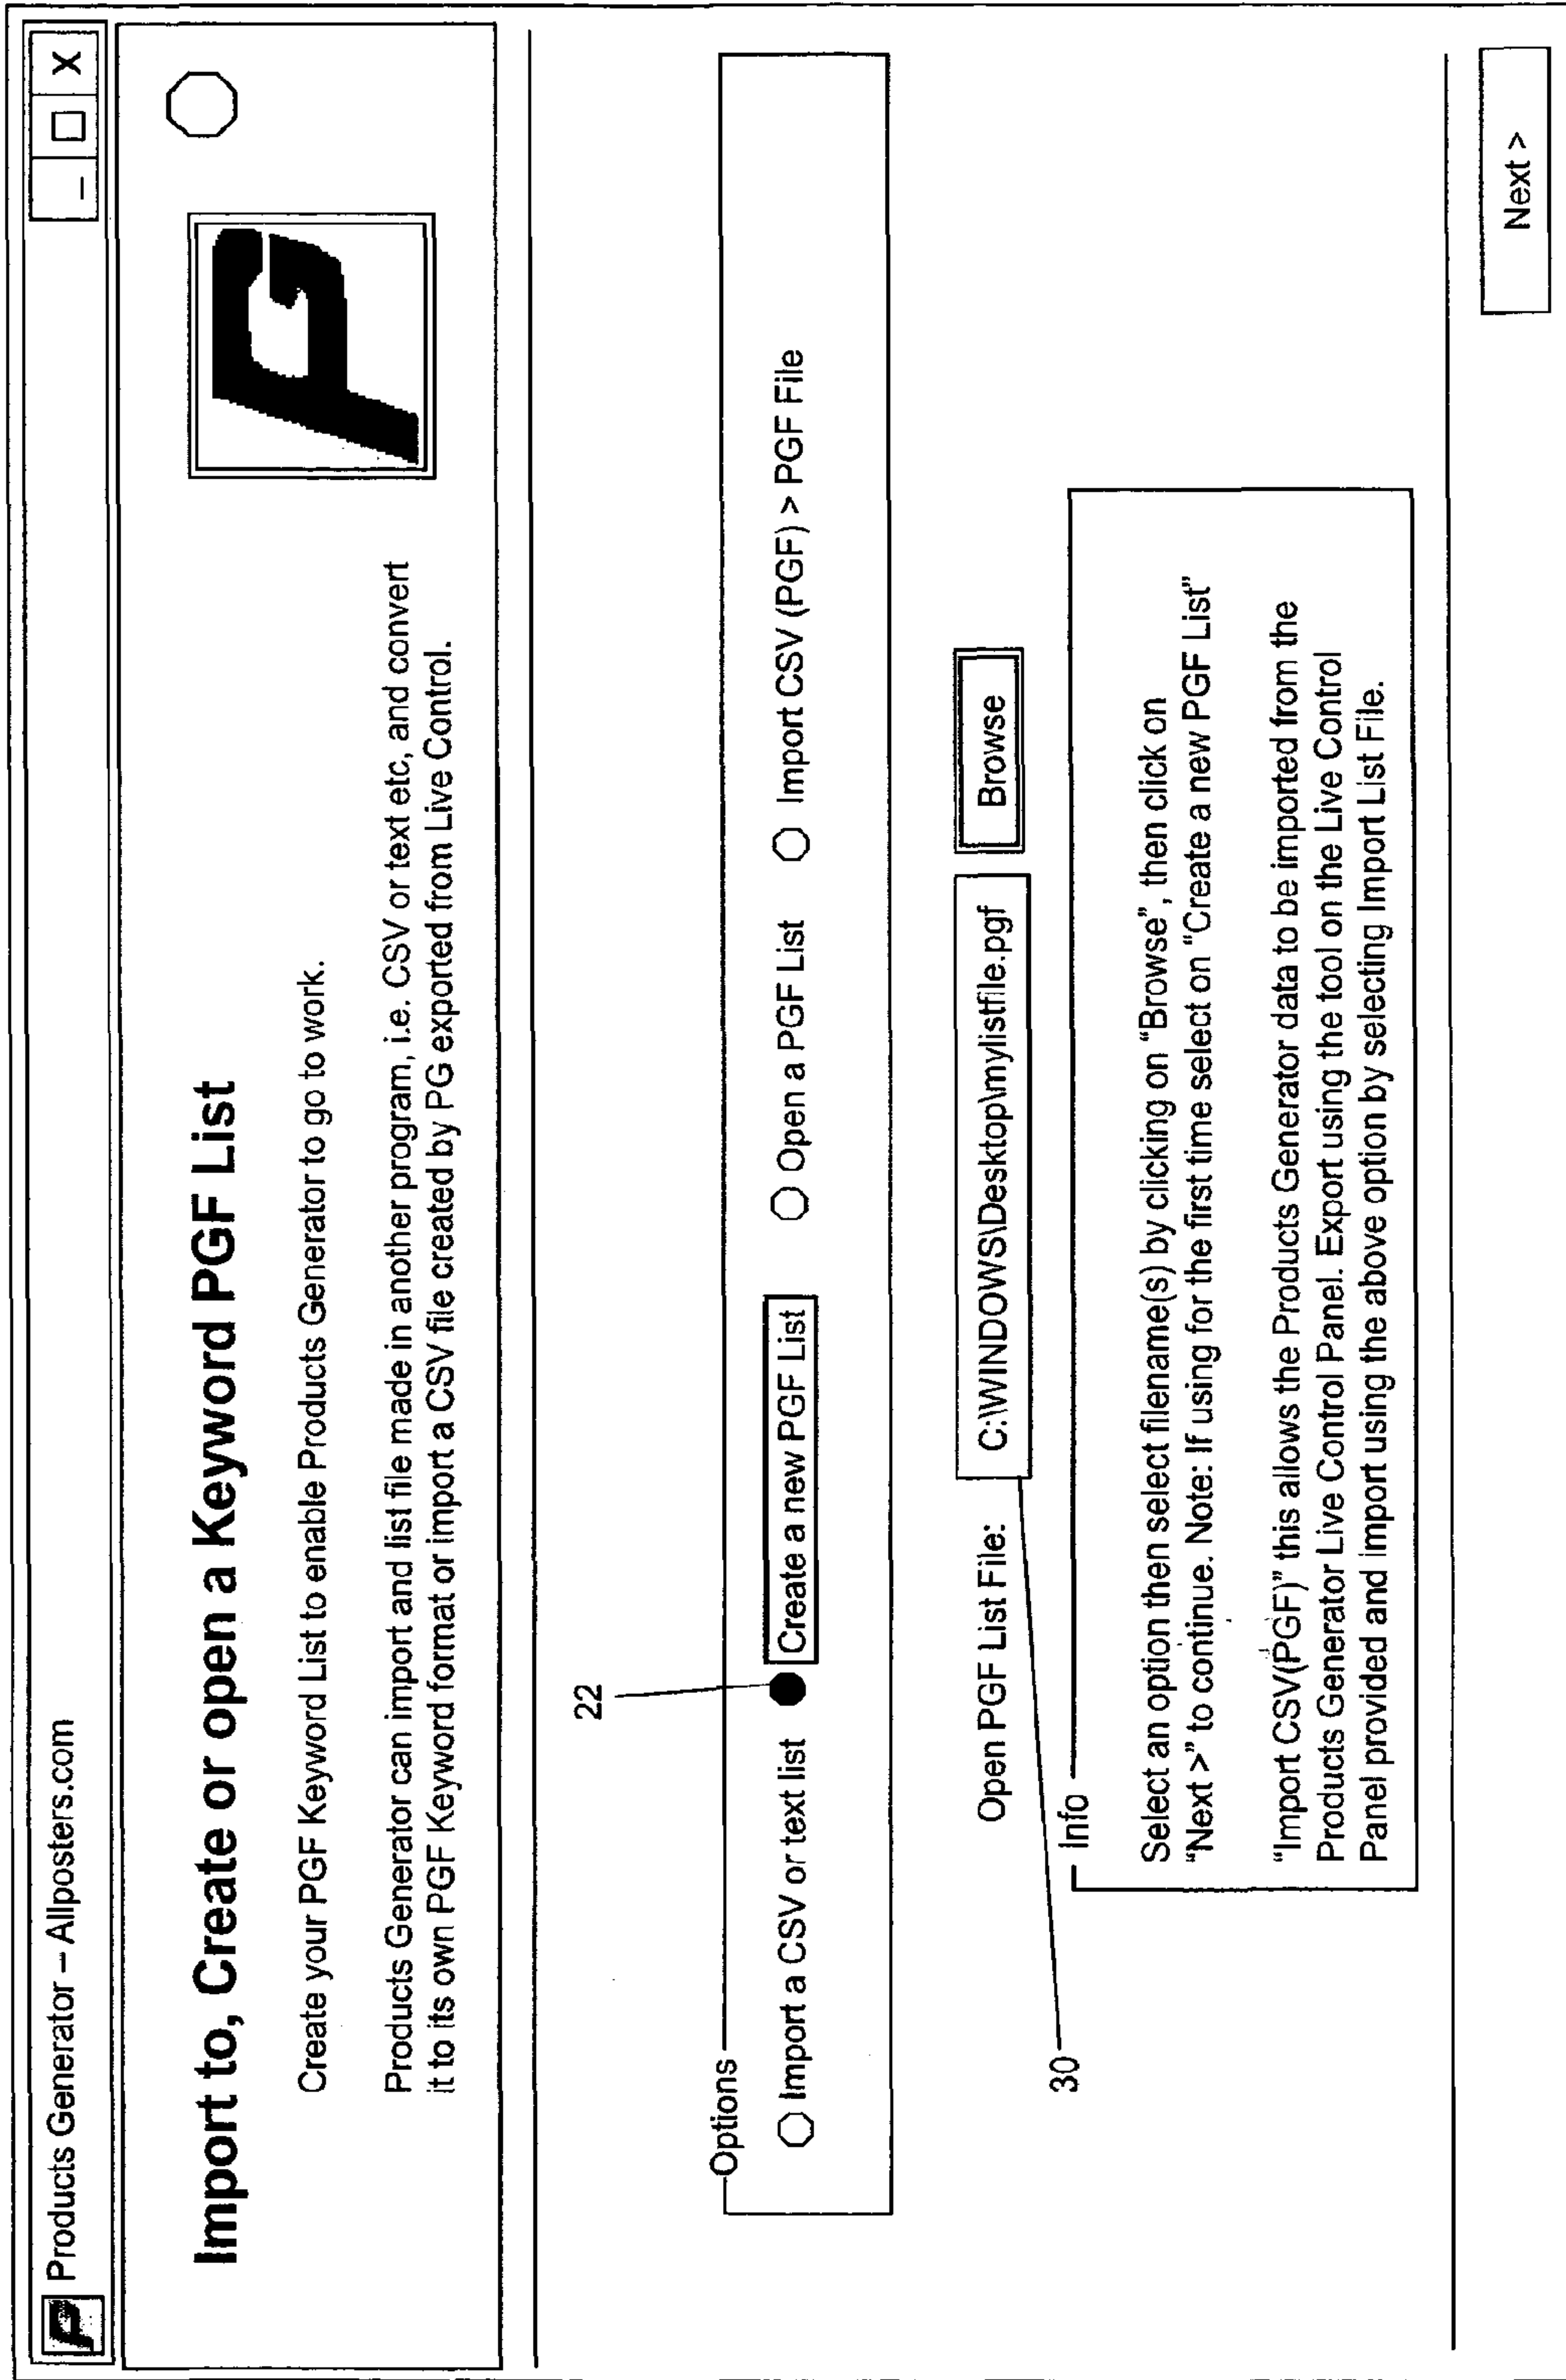 Products Generator – Allposters.com
_ □ X
Import to, Create or open a Keyword PGF List
PG
Create your PGF Keyword List to enable Products Generator to go to work.
Products Generator can import and list file made in another program, i.e. CSV or text etc, and convert
it to its own PGF Keyword format or import a CSV file created by PG exported from Live Control.
22
Options
Import a CSV or text list
Create a new PGF List
Open a PGF List
Import CSV (PGF) > PGF File
Open PGF List File:
C:\WINDOWS\Desktop\mylistfile.pgf
Browse
30
Info
Select an option then select filename(s) by clicking on “Browse”, then click on
“Next >” to continue. Note: If using for the first time select on “Create a new PGF List”
“Import CSV(PGF)” this allows the Products Generator data to be imported from the
Products Generator Live Control Panel. Export using the tool on the Live Control
Panel provided and import using the above option by selecting Import List File.
Next >